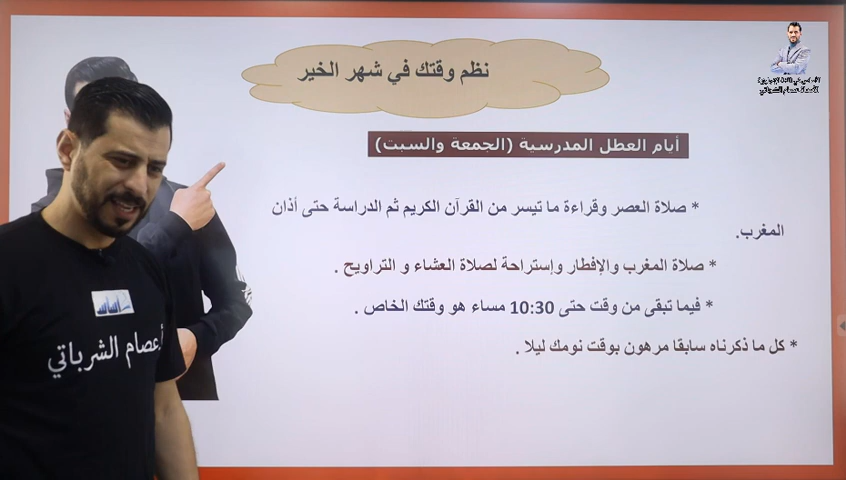 نظم وقتك في شهر الخير
أيام العطل المدرسية (الجمعة والسبت)
* صلاة العصر وقراءة ما تيسر من القرآن الكريم ثم الدراسة حتى أذان
المغرب.
* صلاة المغرب والإفطار وإستراحة لصلاة العشاء و التراويح .
* فيما تبقى من وقت حتى 10:30 مساء هو وقتك الخاص .
* كل ما ذكرناه سابقا مرهون بوقت نومك ليلا .
أساس
أ.عصام الشرباتي